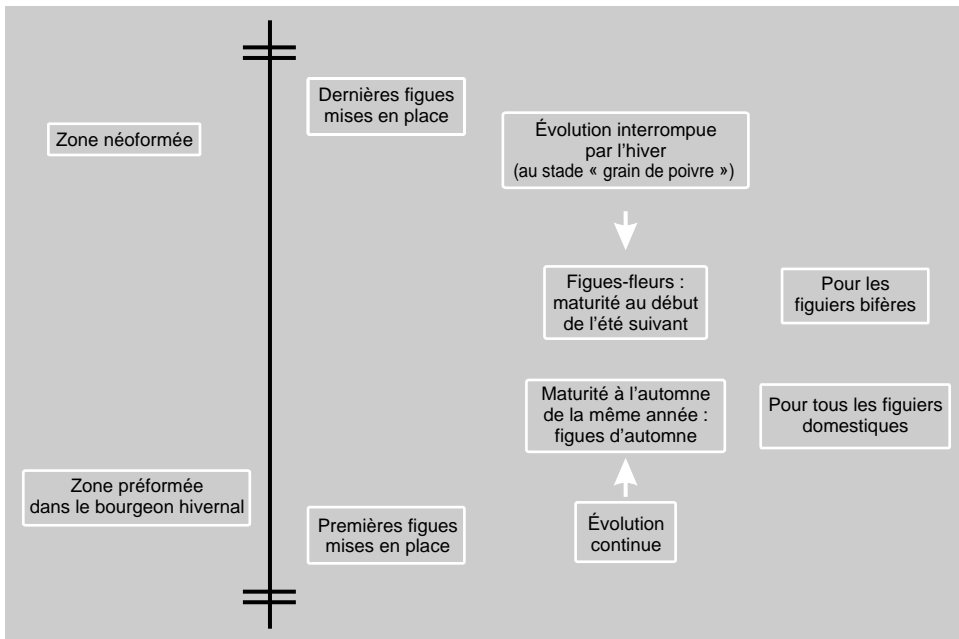 Dernières figues
mises en place
Zone néoformée
Évolution interrompue
par l’hiver
(au stade « grain de poivre »)
Figues-fleurs :
maturité au début
de l’été suivant
Pour les
figuiers bifères
Maturité à l’automne
de la même année :
figues d’automne
Pour tous les figuiers
domestiques
Zone préformée
dans le bourgeon hivernal
Premières figues
mises en place
Évolution
continue